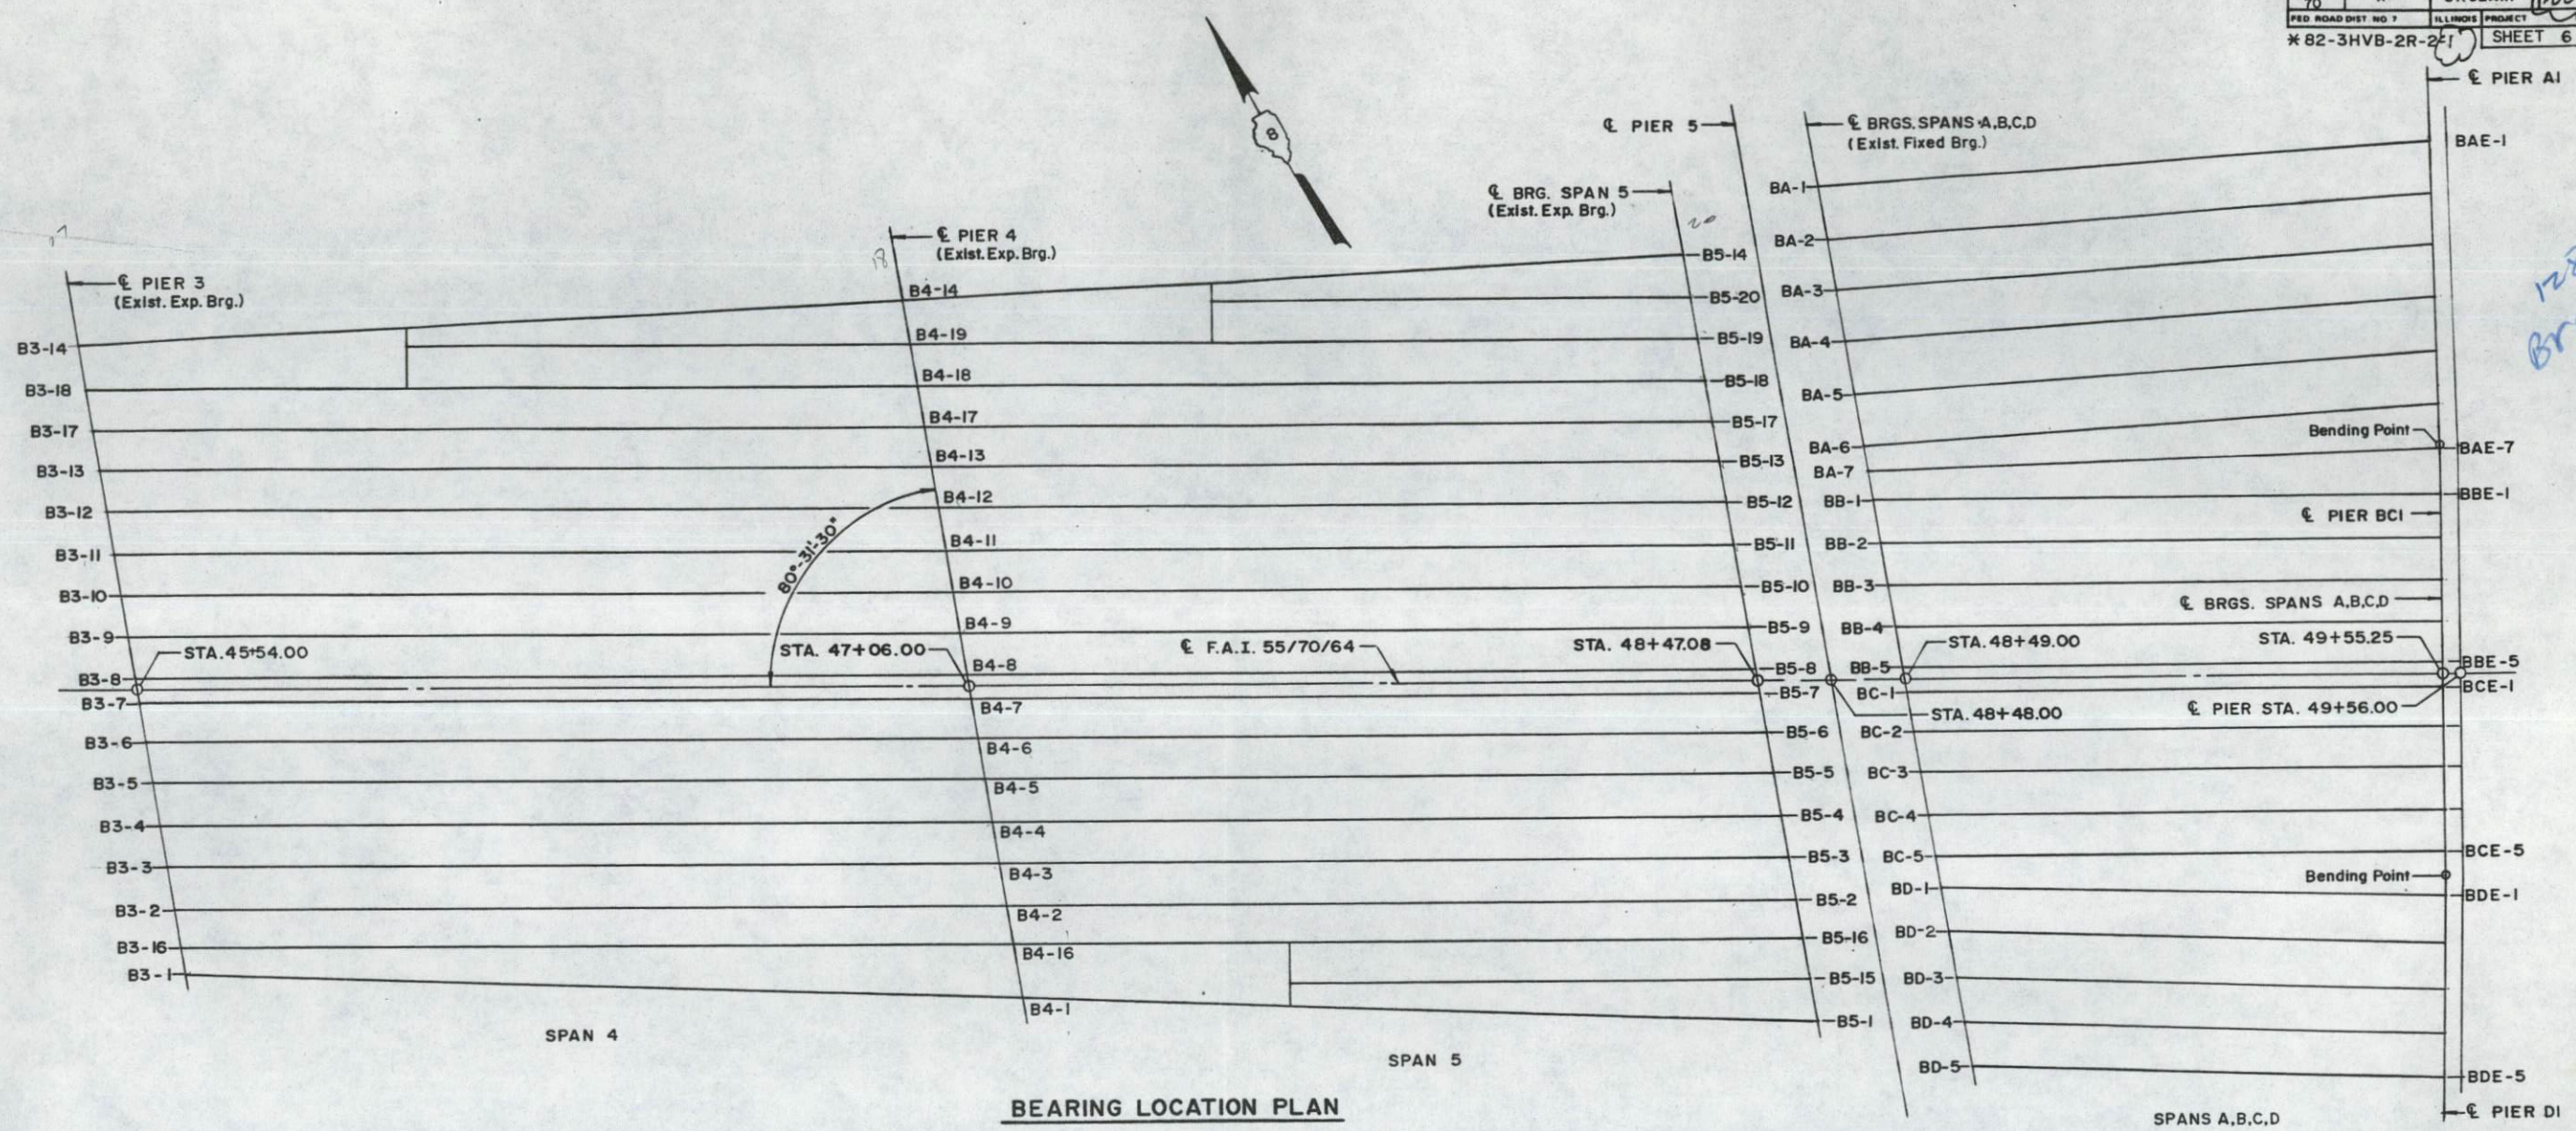 70 *
FED. ROAD DIST. NO. 7 ILLINOIS PROJECT
* 82-3HVB-2R-2-1 SHEET 6
℄ PIER A1
℄ PIER 5
℄ BRGS. SPANS A,B,C,D
(Exist. Fixed Brg.)
BAE-1
8
BA-1
℄ BRG. SPAN 5
(Exist. Exp. Brg.)
20
17
18
℄ PIER 4
(Exist. Exp. Brg.)
BA-2
B5-14
℄ PIER 3
(Exist. Exp. Brg.)
B4-14
B5-20
BA-3
B3-14
B4-19
B5-19
BA-4
B3-18
B4-18
B5-18
BA-5
B3-17
B4-17
B5-17
Bending Point
B3-13
B4-13
B5-13
BA-6
BAE-7
BA-7
B3-12
B4-12
B5-12
BB-1
BBE-1
℄ PIER BC1
80°-31'-30"
B3-11
B4-11
B5-11
BB-2
B3-10
B4-10
B5-10
BB-3
℄ BRGS. SPANS A,B,C,D
B3-9
B4-9
B5-9
BB-4
STA. 45+54.00
STA. 47+06.00
℄ F.A.I. 55/70/64
STA. 48+47.08
STA. 48+49.00
STA. 49+55.25
B3-8
B4-8
B5-8
BB-5
BBE-5
B3-7
B4-7
B5-7
BC-1
BCE-1
STA. 48+48.00
℄ PIER STA. 49+56.00
B3-6
B4-6
B5-6
BC-2
B3-5
B4-5
B5-5
BC-3
B3-4
B4-4
B5-4
BC-4
B3-3
B4-3
B5-3
BC-5
BCE-5
Bending Point
BD-1
BDE-1
B3-2
B4-2
B5-2
B3-16
B4-16
B5-16
BD-2
B3-1
B4-1
B5-15
BD-3
B5-1
BD-4
SPAN 4
SPAN 5
BD-5
BDE-5
BEARING LOCATION PLAN
SPANS A,B,C,D
℄ PIER D1